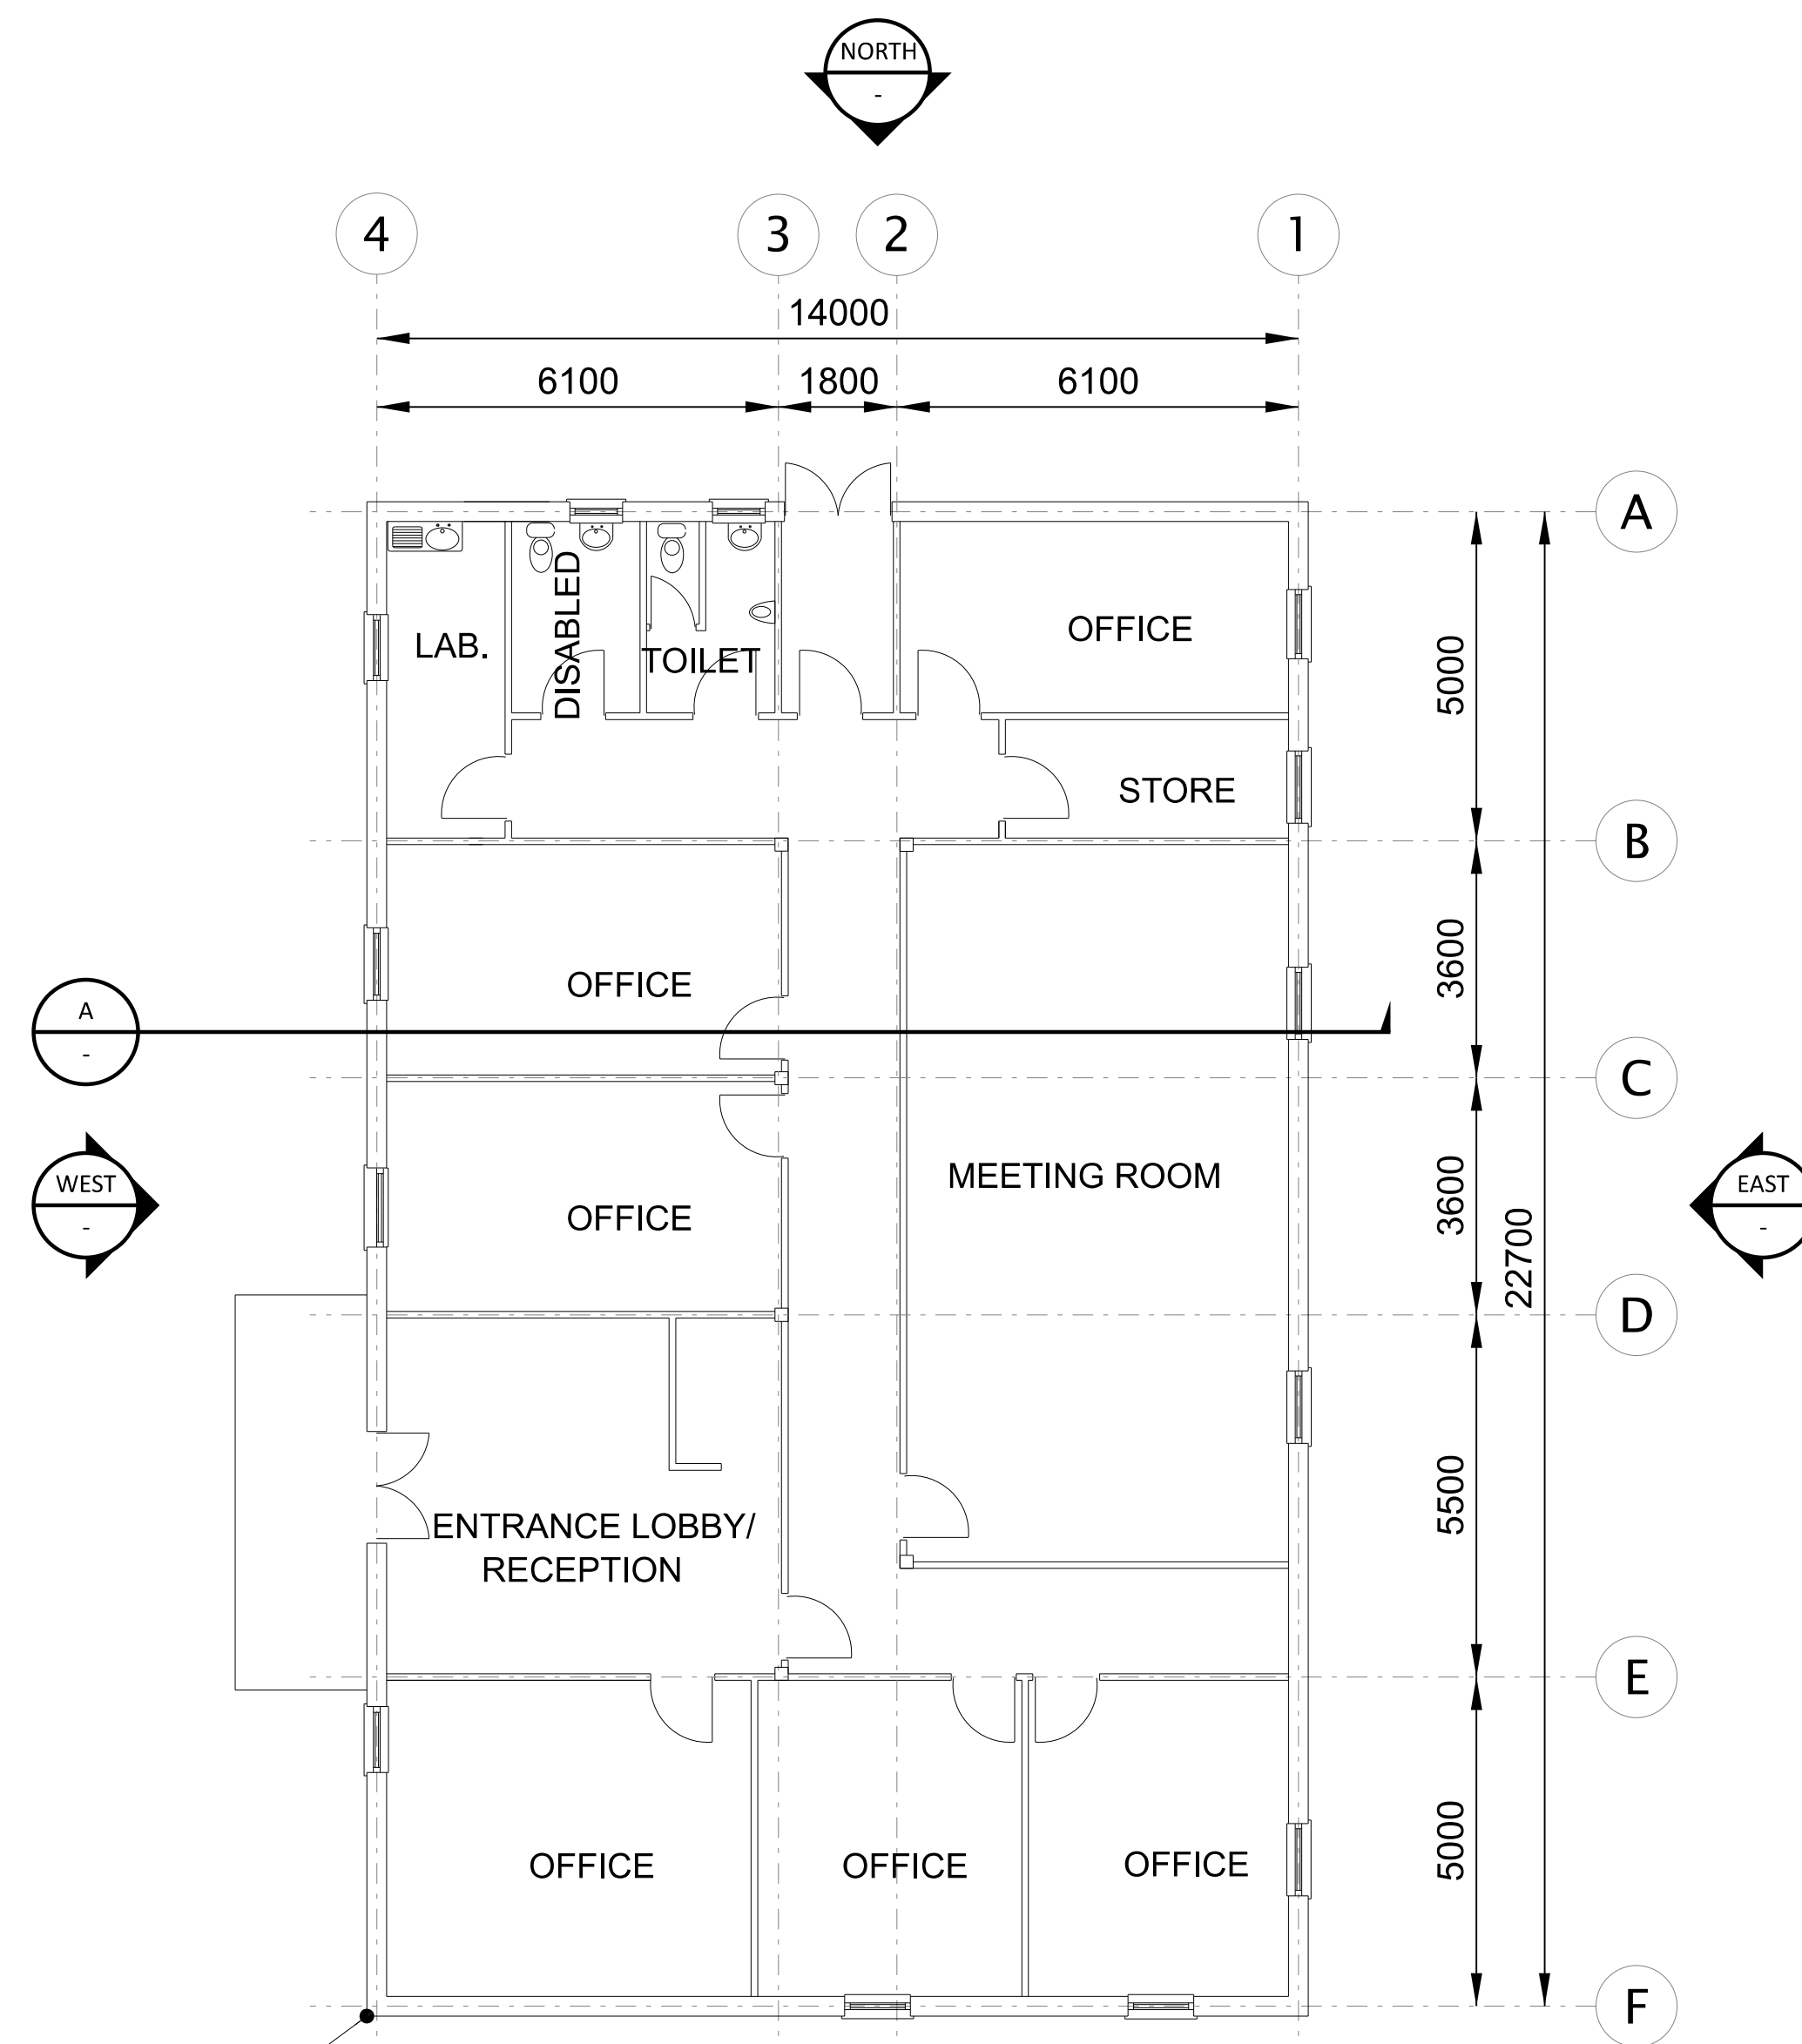 NORTH
-
4
3
2
1
14000
6100
1800
6100
A
LAB.
DISABLED
TOILET
OFFICE
5000
STORE
B
OFFICE
3600
A
-
C
MEETING ROOM
WEST
-
OFFICE
3600
22700
EAST
-
D
5500
ENTRANCE LOBBY/
RECEPTION
E
OFFICE
OFFICE
OFFICE
5000
F